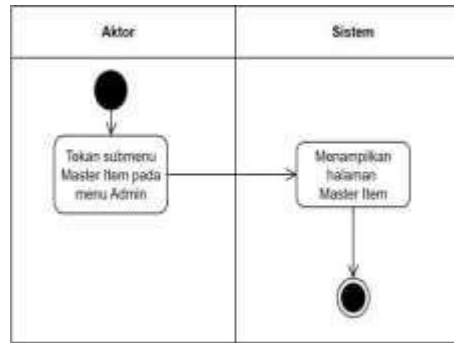 Aktor
Sistem
Tekan submenu
Master Item pada
menu Admin
Menampilkan
halaman
Master Item